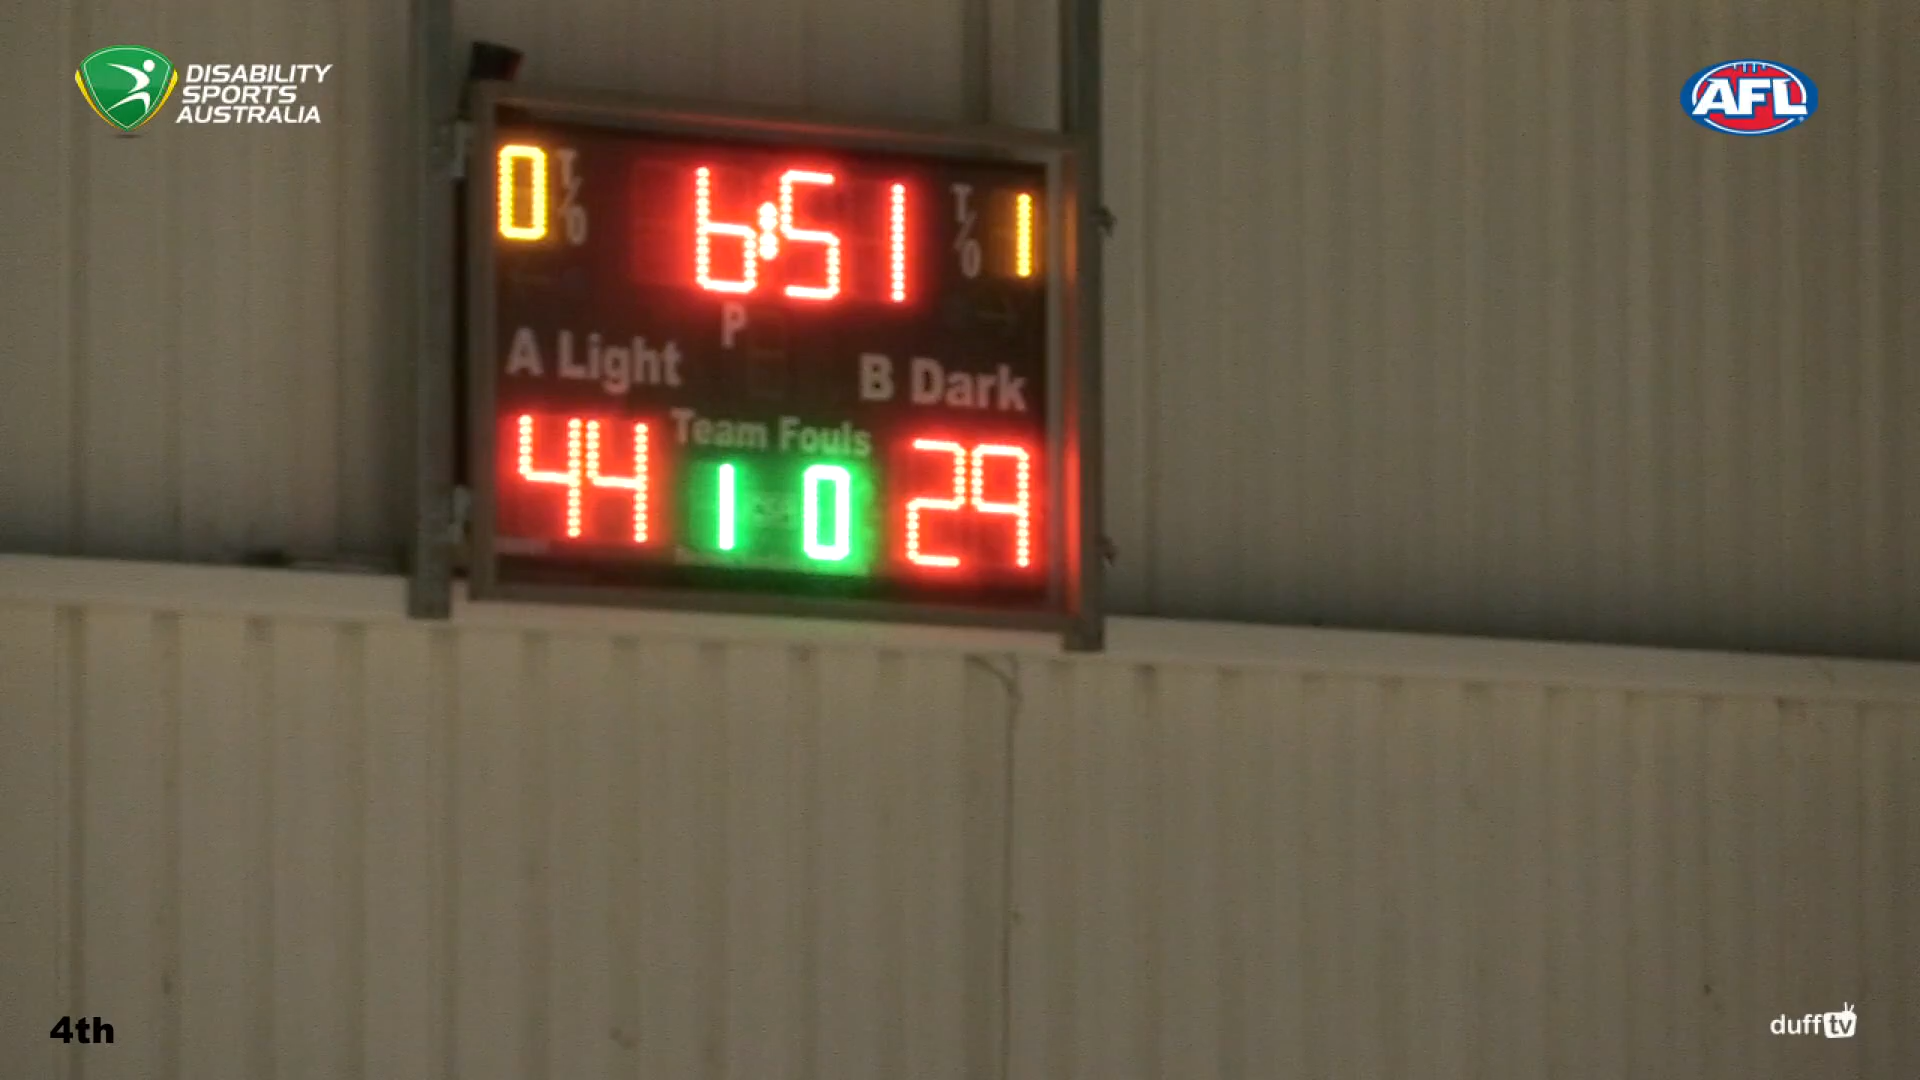 DISABILITY
SPORTS
AUSTRALIA
AFL
0 T/O 6:51 T/O 1
P
A Light B Dark
Team Fouls
44 1 0 29
4th
duff tv